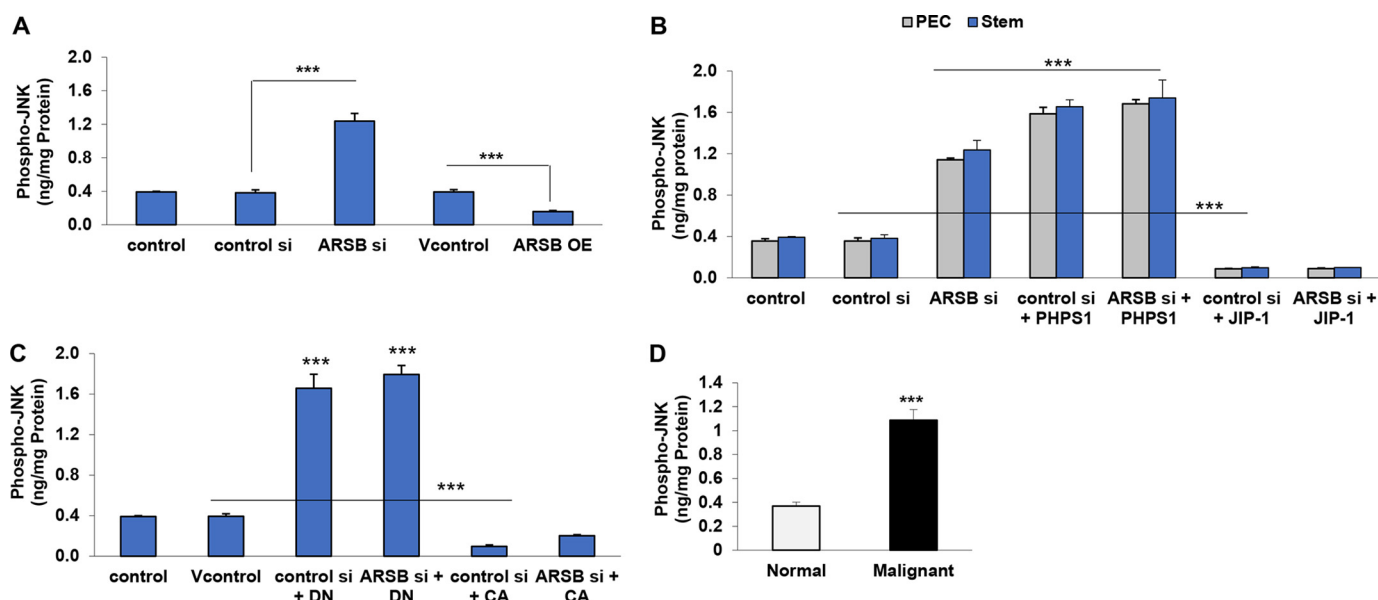 A
Phospho-JNK
(ng/mg Protein)
2.0
1.6
1.2
0.8
0.4
0.0
***
***
control
control si
ARSB si
Vcontrol
ARSB OE
B
PEC
Stem
Phospho-JNK
(ng/mg protein)
2.0
1.6
1.2
0.8
0.4
0.0
***
***
control
control si
ARSB si
control si
+ PHPS1
ARSB si +
PHPS1
control si
+ JIP-1
ARSB si +
JIP-1
C
Phospho-JNK
(ng/mg Protein)
2.0
1.6
1.2
0.8
0.4
0.0
***
***
***
control
Vcontrol
control si
+ DN
ARSB si +
DN
control si
+ CA
ARSB si +
CA
D
Phospho-JNK
(ng/mg Protein)
1.4
1.2
1
0.8
0.6
0.4
0.2
0
***
Normal
Malignant